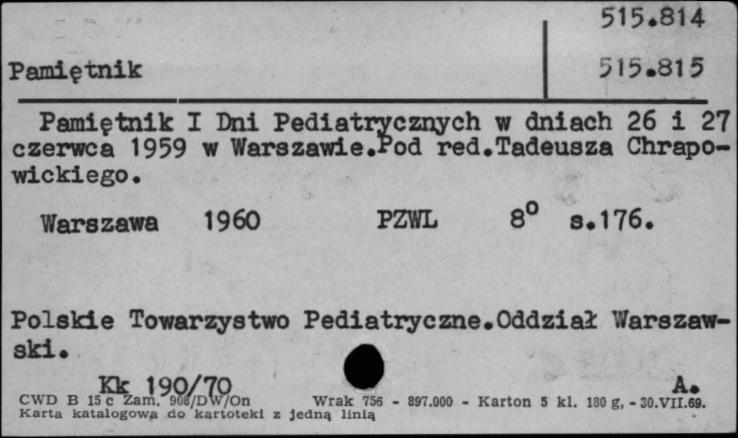 515.814
Pamiętnik
515.815
Pamiętnik I Dni Pediatrycznych w dniach 26 i 27
czerwca 1959 w Warszawie.Pod red.Tadeusza Chrapo-
wickiego.
Warszawa 1960 PZWL 8° s.176.
Polskie Towarzystwo Pediatryczne.Oddział Warszaw-
ski.
Kk 190/70 A.
CWD B 15 c Zam. 908/DW/On Wrak 756 - 897.000 - Karton 5 kl. 180 g, - 30.VII.69.
Karta katalogowa do kartoteki z jedną linią